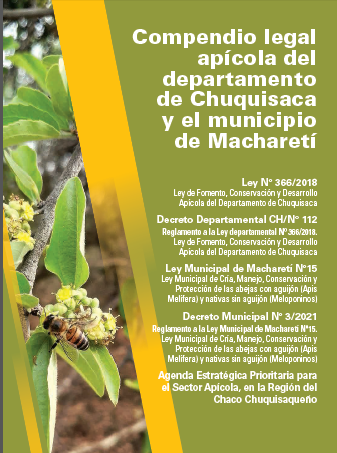 Compendio legal
apícola del
departamento
de Chuquisaca
y el municipio
de Macharetí
Ley N° 366/2018
Ley de Fomento, Conservación y Desarrollo
Apícola del Departamento de Chuquisaca
Decreto Departamental CH/N° 112
Reglamento a la Ley departamental N° 366/2018.
Ley de Fomento, Conservación y Desarrollo
Apícola del Departamento de Chuquisaca
Ley Municipal de Macharetí N°15
Ley Municipal de Cría, Manejo, Conservación y
Protección de las abejas con aguijón (Apis
Melífera) y nativas sin aguijón (Meloponinos)
Decreto Municipal N° 3/2021
Reglamento a la Ley Municipal de Macharetí N°15.
Ley Municipal de Cría, Manejo, Conservación y
Protección de las abejas con aguijón (Apis
Melífera) y nativas sin aguijón (Meloponinos)
Agenda Estratégica Prioritaria para
el Sector Apícola, en la Región del
Chaco Chuquisaqueño